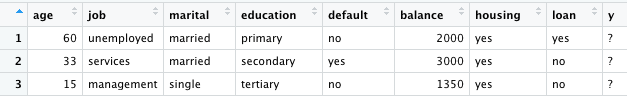 age job marital education default balance housing loan y
1 60 unemployed married primary no 2000 yes yes ?
2 33 services married secondary yes 3000 yes no ?
3 15 management single tertiary no 1350 yes no ?